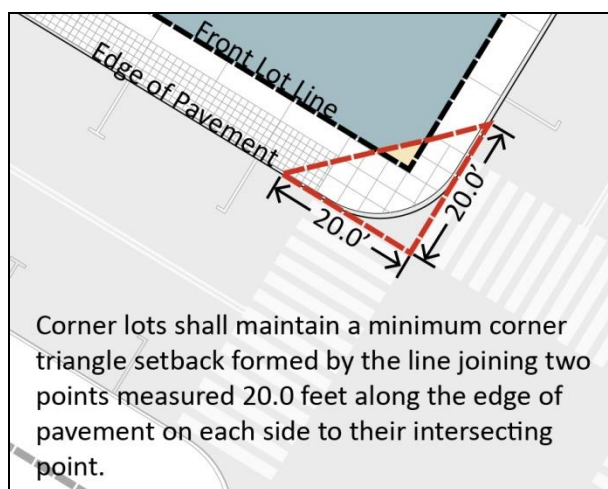 Front Lot Line
Edge of Pavement
20.0’
20.0’
Corner lots shall maintain a minimum corner
triangle setback formed by the line joining two
points measured 20.0 feet along the edge of
pavement on each side to their intersecting
point.